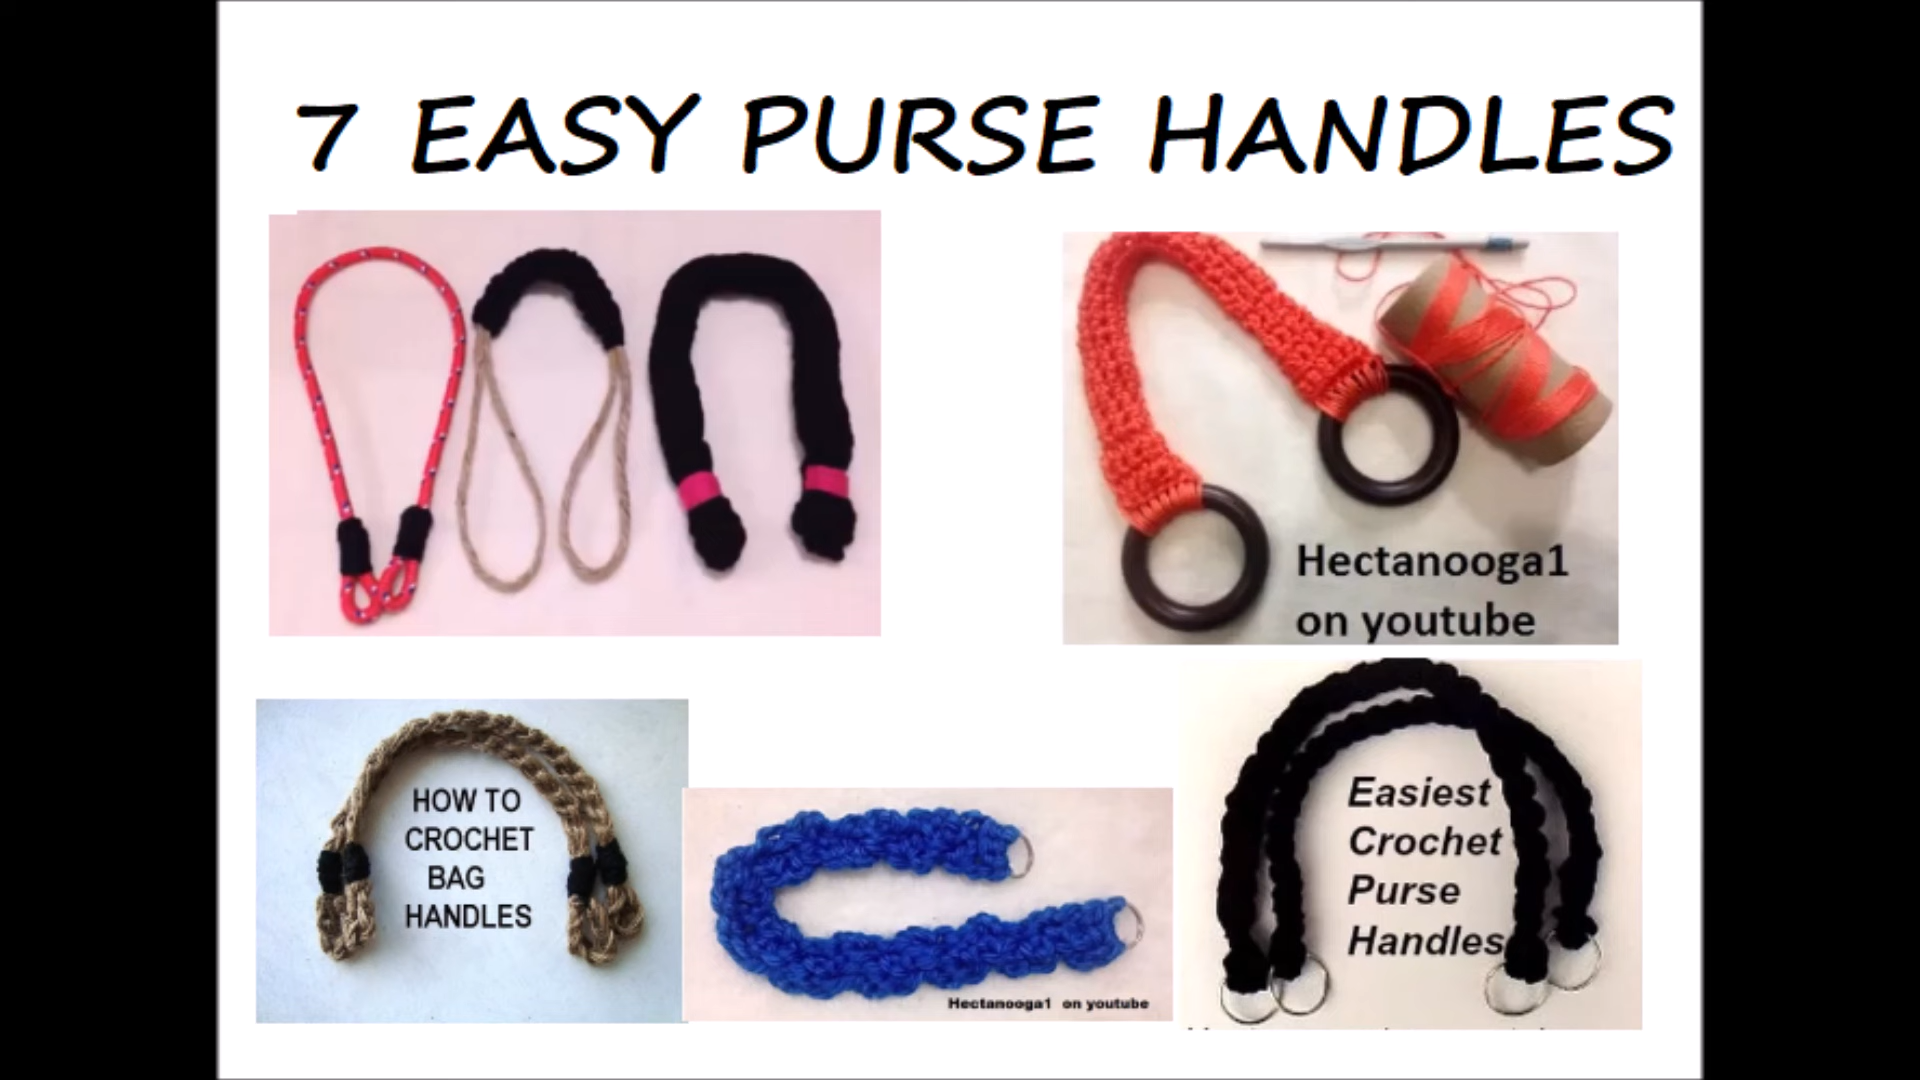 7 EASY PURSE HANDLES
Hectanooga1
on youtube
HOW TO
CROCHET
BAG
HANDLES
Hectanooga1 on youtube
Easiest
Crochet
Purse
Handles